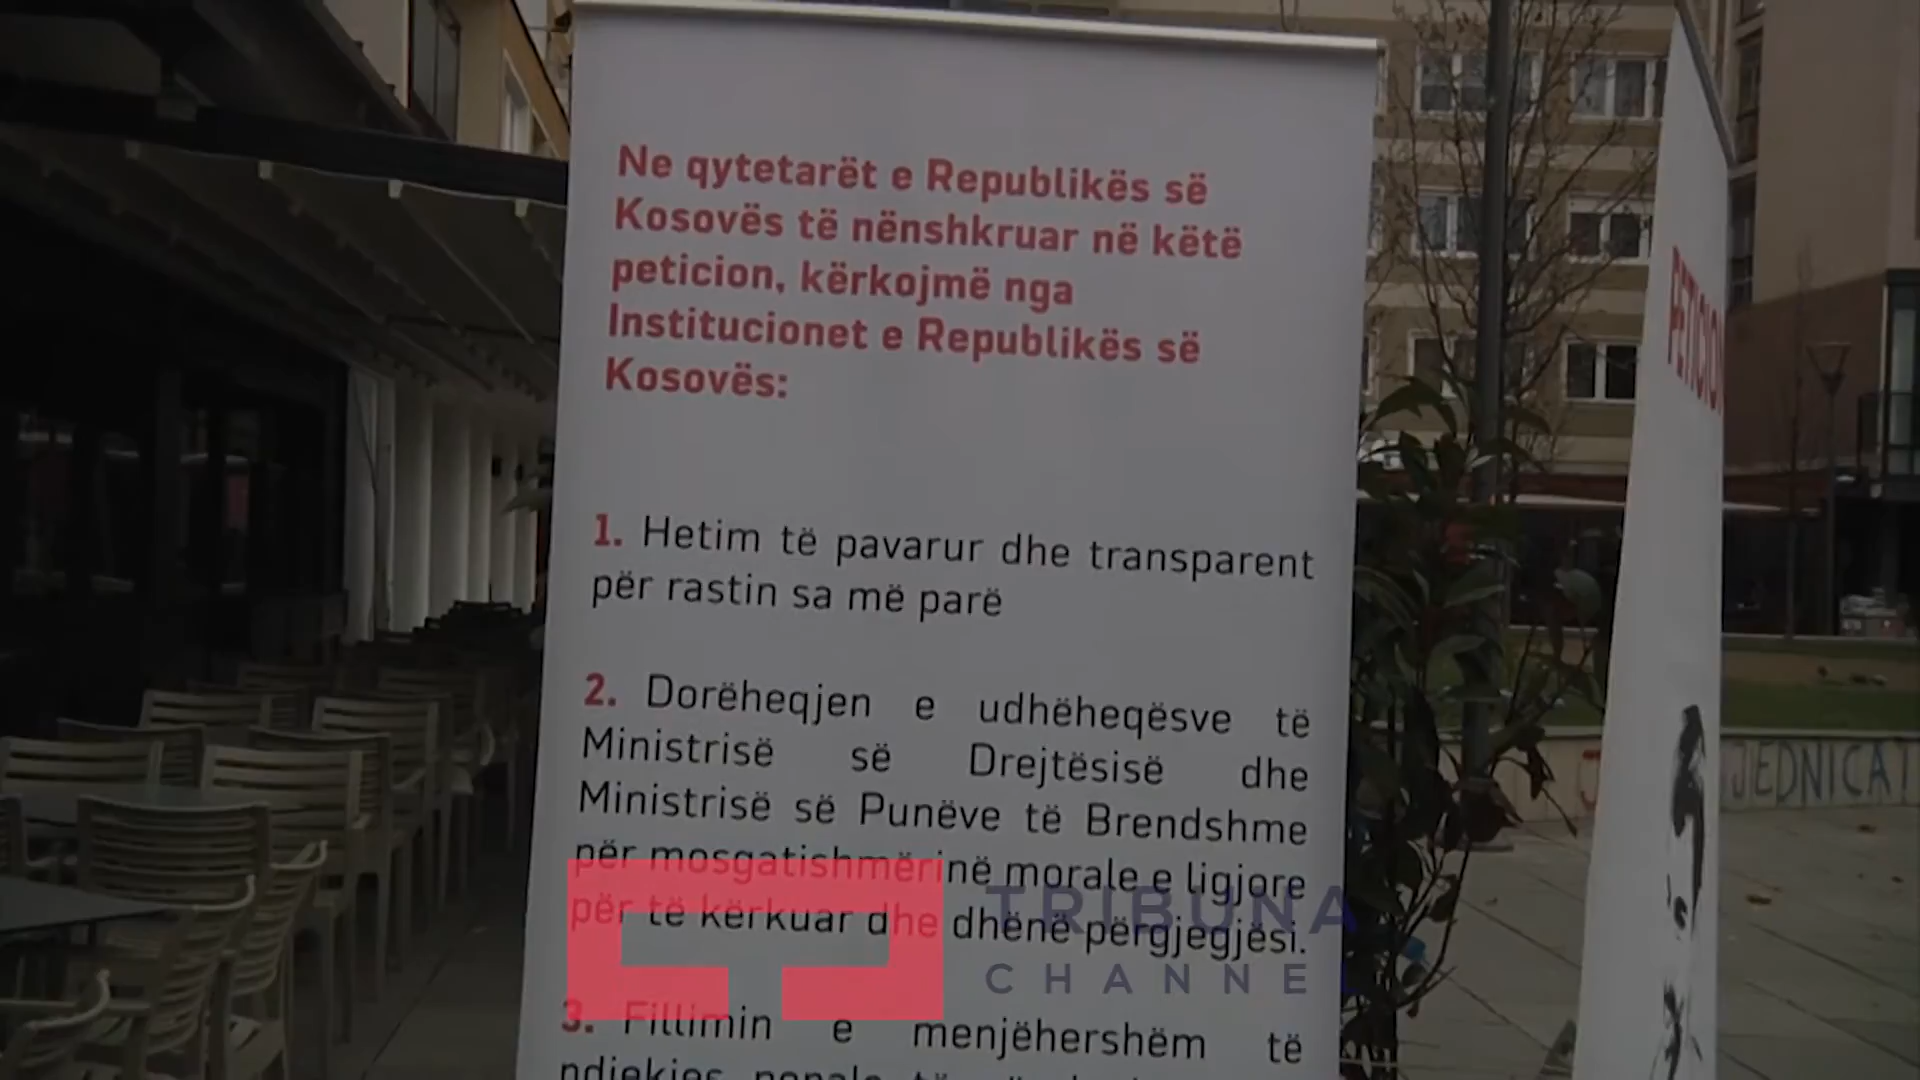 Ne qytetarët e Republikës së
Kosovës të nënshkruar në këtë
peticion, kërkojmë nga
Institucionet e Republikës së
Kosovës:
1. Hetim të pavarur dhe transparent
për rastin sa më parë
2. Dorëheqjen e udhëheqësve të
Ministrisë së Drejtësisë dhe
Ministrisë së Punëve të Brendshme
për mosgatishmërinë morale e ligjore
për të kërkuar dhe dhënë përgjegjësi.
3. Fillimin e menjëhershëm të
ndjekjes penale
PETICION
JEDNICA!
TRIBUNA
CHANNEL